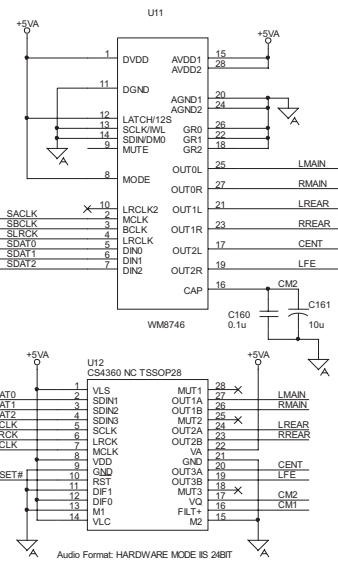 U11
+5VA
+5VA
1 DVDD AVDD1 15
AVDD2 28
11 DGND AGND1 20
AGND2 24
12 LATCH/12S
13 SCLK/IWL GR0 26
14 SDIN/DM0 GR1 22
9 MUTE GR2 18
A
A
8 MODE OUT0L 25 LMAIN
OUT0R 27 RMAIN
10 LRCLK2 OUT1L 21 LREAR
SACLK 2 MCLK
SBCLK 3 BCLK OUT1R 23 RREAR
SLRCK 4 LRCLK
SDAT0 5 DIN0 OUT2L 17 CENT
SDAT1 6 DIN1
SDAT2 7 DIN2 OUT2R 19 LFE
CAP 16 CM2
C160
0.1u
C161
10u
WM8746
A
+5VA
U12
CS4360 NC TSSOP28
+5VA
1 VLS MUT1 28
AT0 2 SDIN1 OUT1A 27 LMAIN
AT1 3 SDIN2 OUT1B 26 RMAIN
AT2 4 SDIN3 MUT2 25
CLK 5 SCLK OUT2A 24 LREAR
RCK 6 LRCK OUT2B 23 RREAR
CLK 7 MCLK VA 22
8 VDD GND 21
9 GND OUT3A 20 CENT
SET# 10 RST OUT3B 19 LFE
11 DIF1 MUT3 18
12 DIF0 VQ 17 CM2
13 M1 FILT+ 16 CM1
14 VLC M2 15
A
A
Audio Format: HARDWARE MODE IIS 24BIT